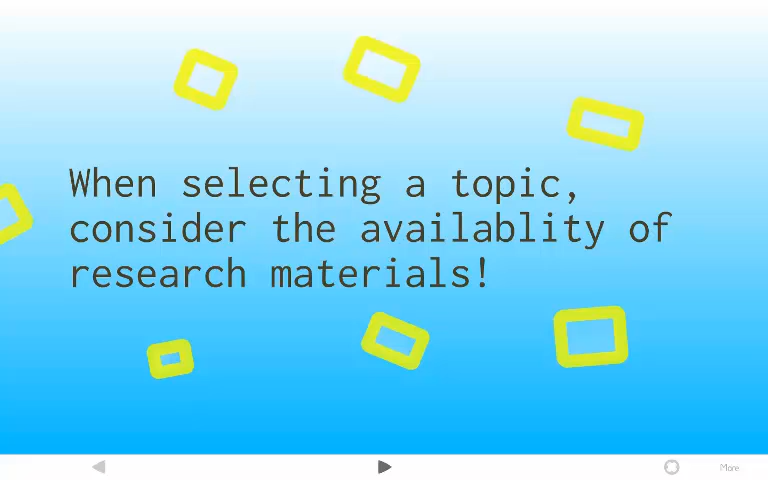 When selecting a topic,
consider the availablity of
research materials!
More